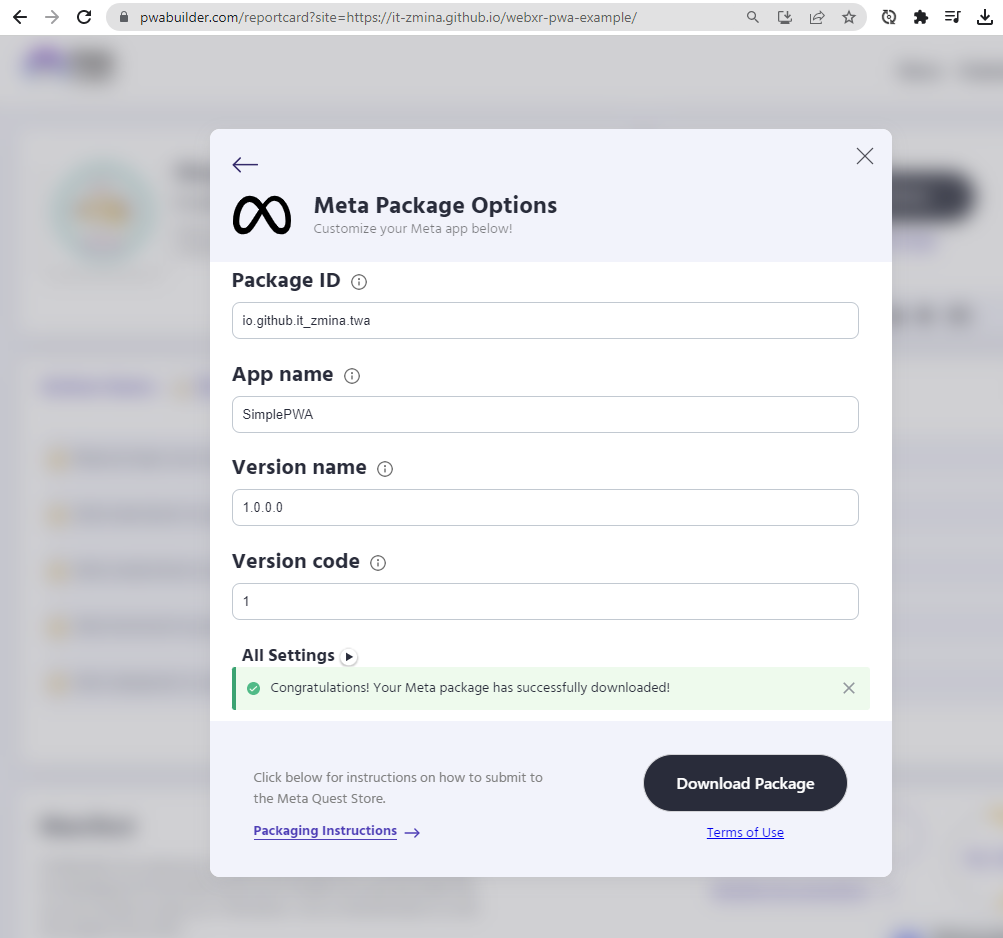 pwabuilder.com/reportcard?site=https://it-zmina.github.io/webxr-pwa-example/
Meta Package Options
Customize your Meta app below!
Package ID
io.github.it_zmina.twa
App name
SimplePWA
Version name
1.0.0.0
Version code
1
All Settings
Congratulations! Your Meta package has successfully downloaded!
Click below for instructions on how to submit to
the Meta Quest Store.
Packaging Instructions
Download Package
Terms of Use